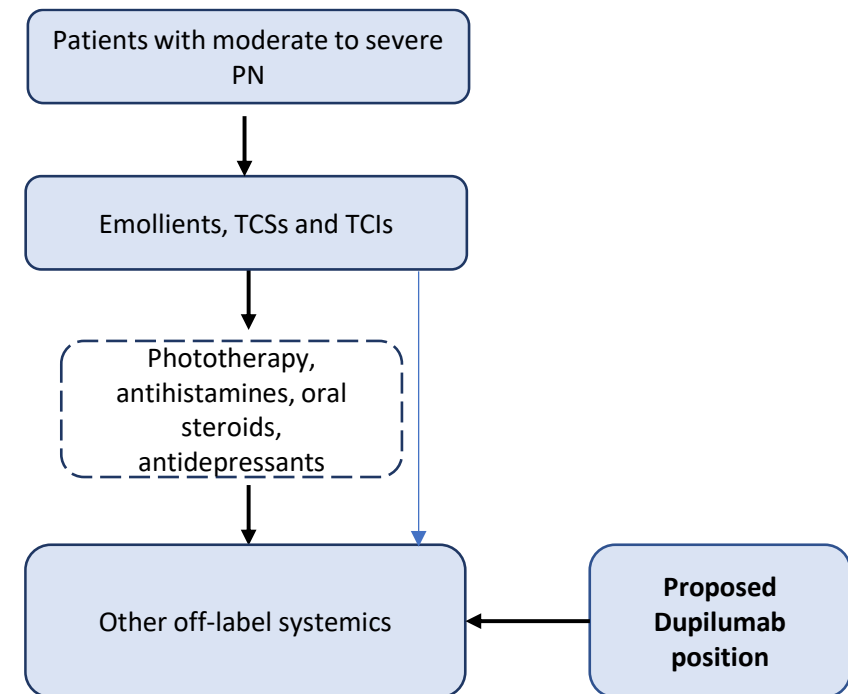 Patients with moderate to severe
PN
Emollients, TCSs and TCIs
Phototherapy,
antihistamines, oral
steroids,
antidepressants
Other off-label systemics
Proposed
Dupilumab
position